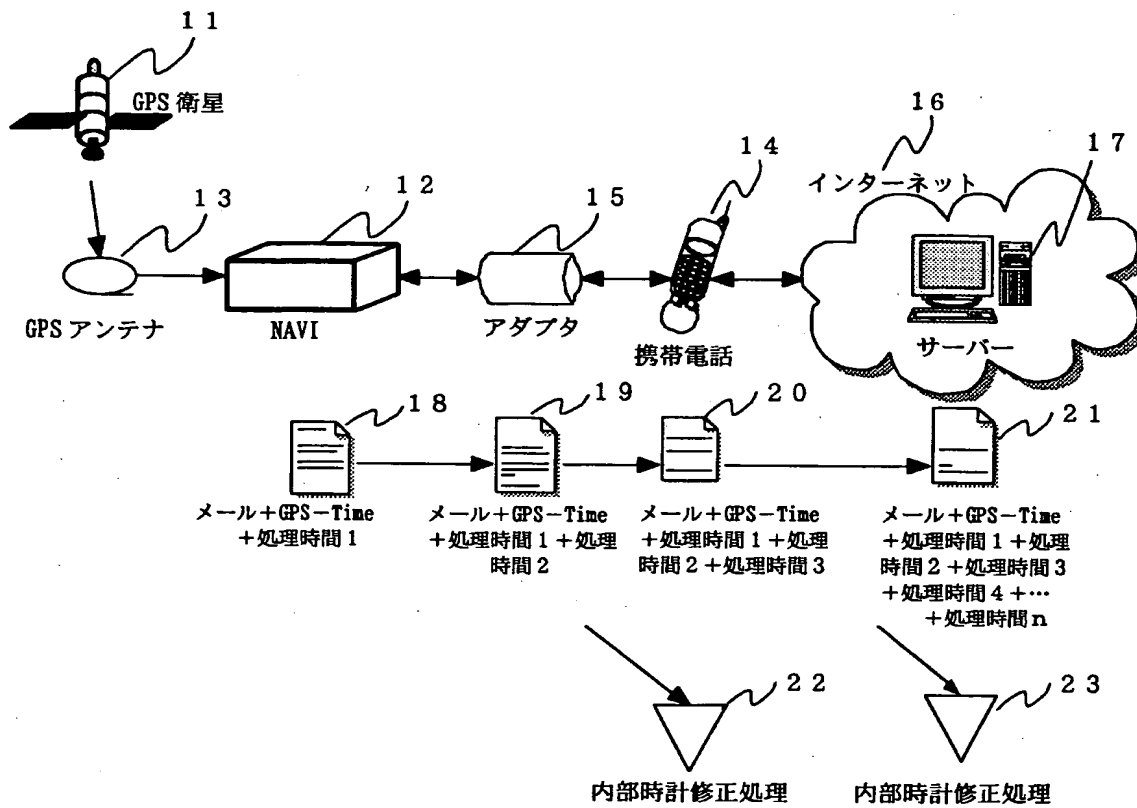 １１
GPS 衛星
１３
１２
１５
１４
１６
１７
インターネット
GPS アンテナ
NAVI
アダプタ
携帯電話
サーバー
１８
１９
２０
２１
メール＋GPS－Time
＋処理時間１
メール＋GPS－Time
＋処理時間１＋処理
時間２
メール＋GPS－Time
＋処理時間１＋処理
時間２＋処理時間３
メール＋GPS－Time
＋処理時間１＋処理
時間２＋処理時間３
＋処理時間４＋…
＋処理時間ｎ
２２
２３
内部時計修正処理
内部時計修正処理